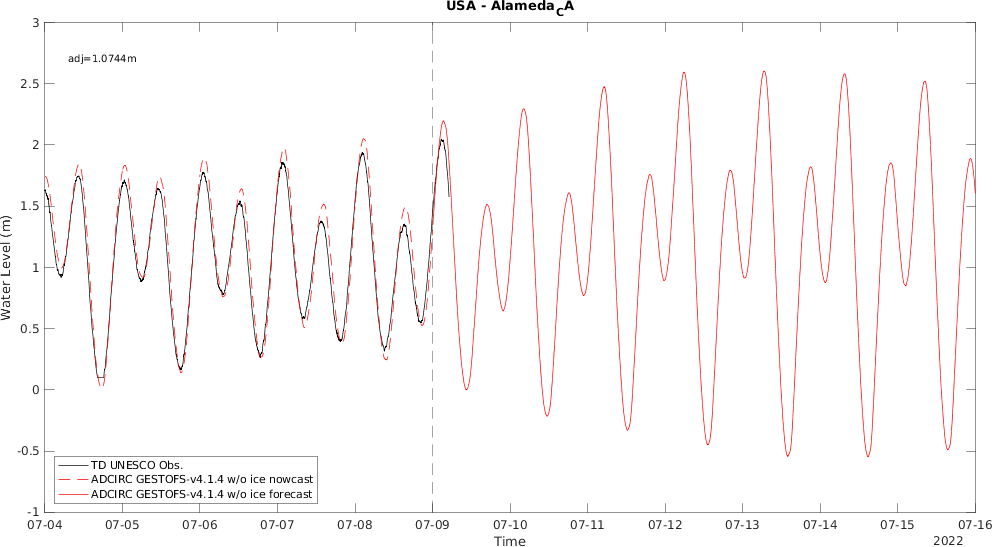 USA - Alameda_CA
adj=1.0744m
3
2.5
2
1.5
1
0.5
0
-0.5
-1
Water Level (m)
TD UNESCO Obs.
ADCIRC GESTOFS-v4.1.4 w/o ice nowcast
ADCIRC GESTOFS-v4.1.4 w/o ice forecast
07-04 07-05 07-06 07-07 07-08 07-09 07-10 07-11 07-12 07-13 07-14 07-15 07-16
Time
2022